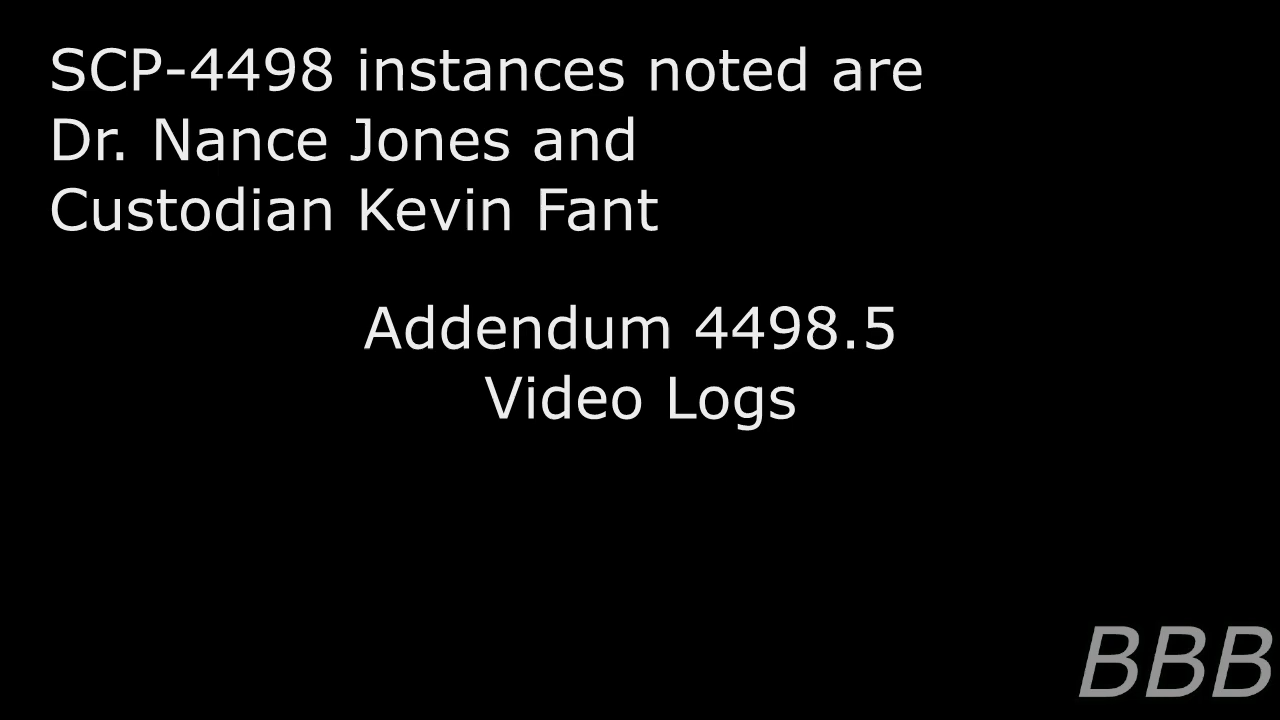 SCP-4498 instances noted are
Dr. Nance Jones and
Custodian Kevin Fant
Addendum 4498.5
Video Logs
BBB